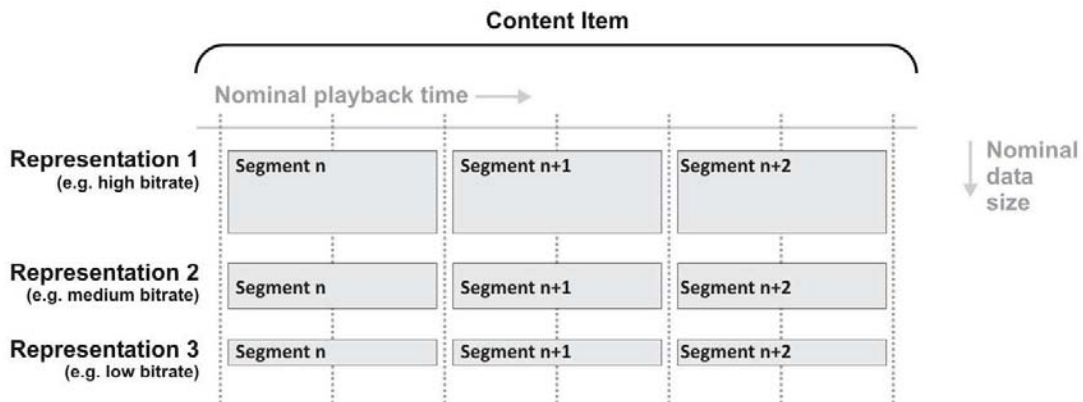 Content Item
Nominal playback time
Representation 1
(e.g. high bitrate)
Segment n
Segment n+1
Segment n+2
Nominal
data
size
Representation 2
(e.g. medium bitrate)
Segment n
Segment n+1
Segment n+2
Representation 3
(e.g. low bitrate)
Segment n
Segment n+1
Segment n+2